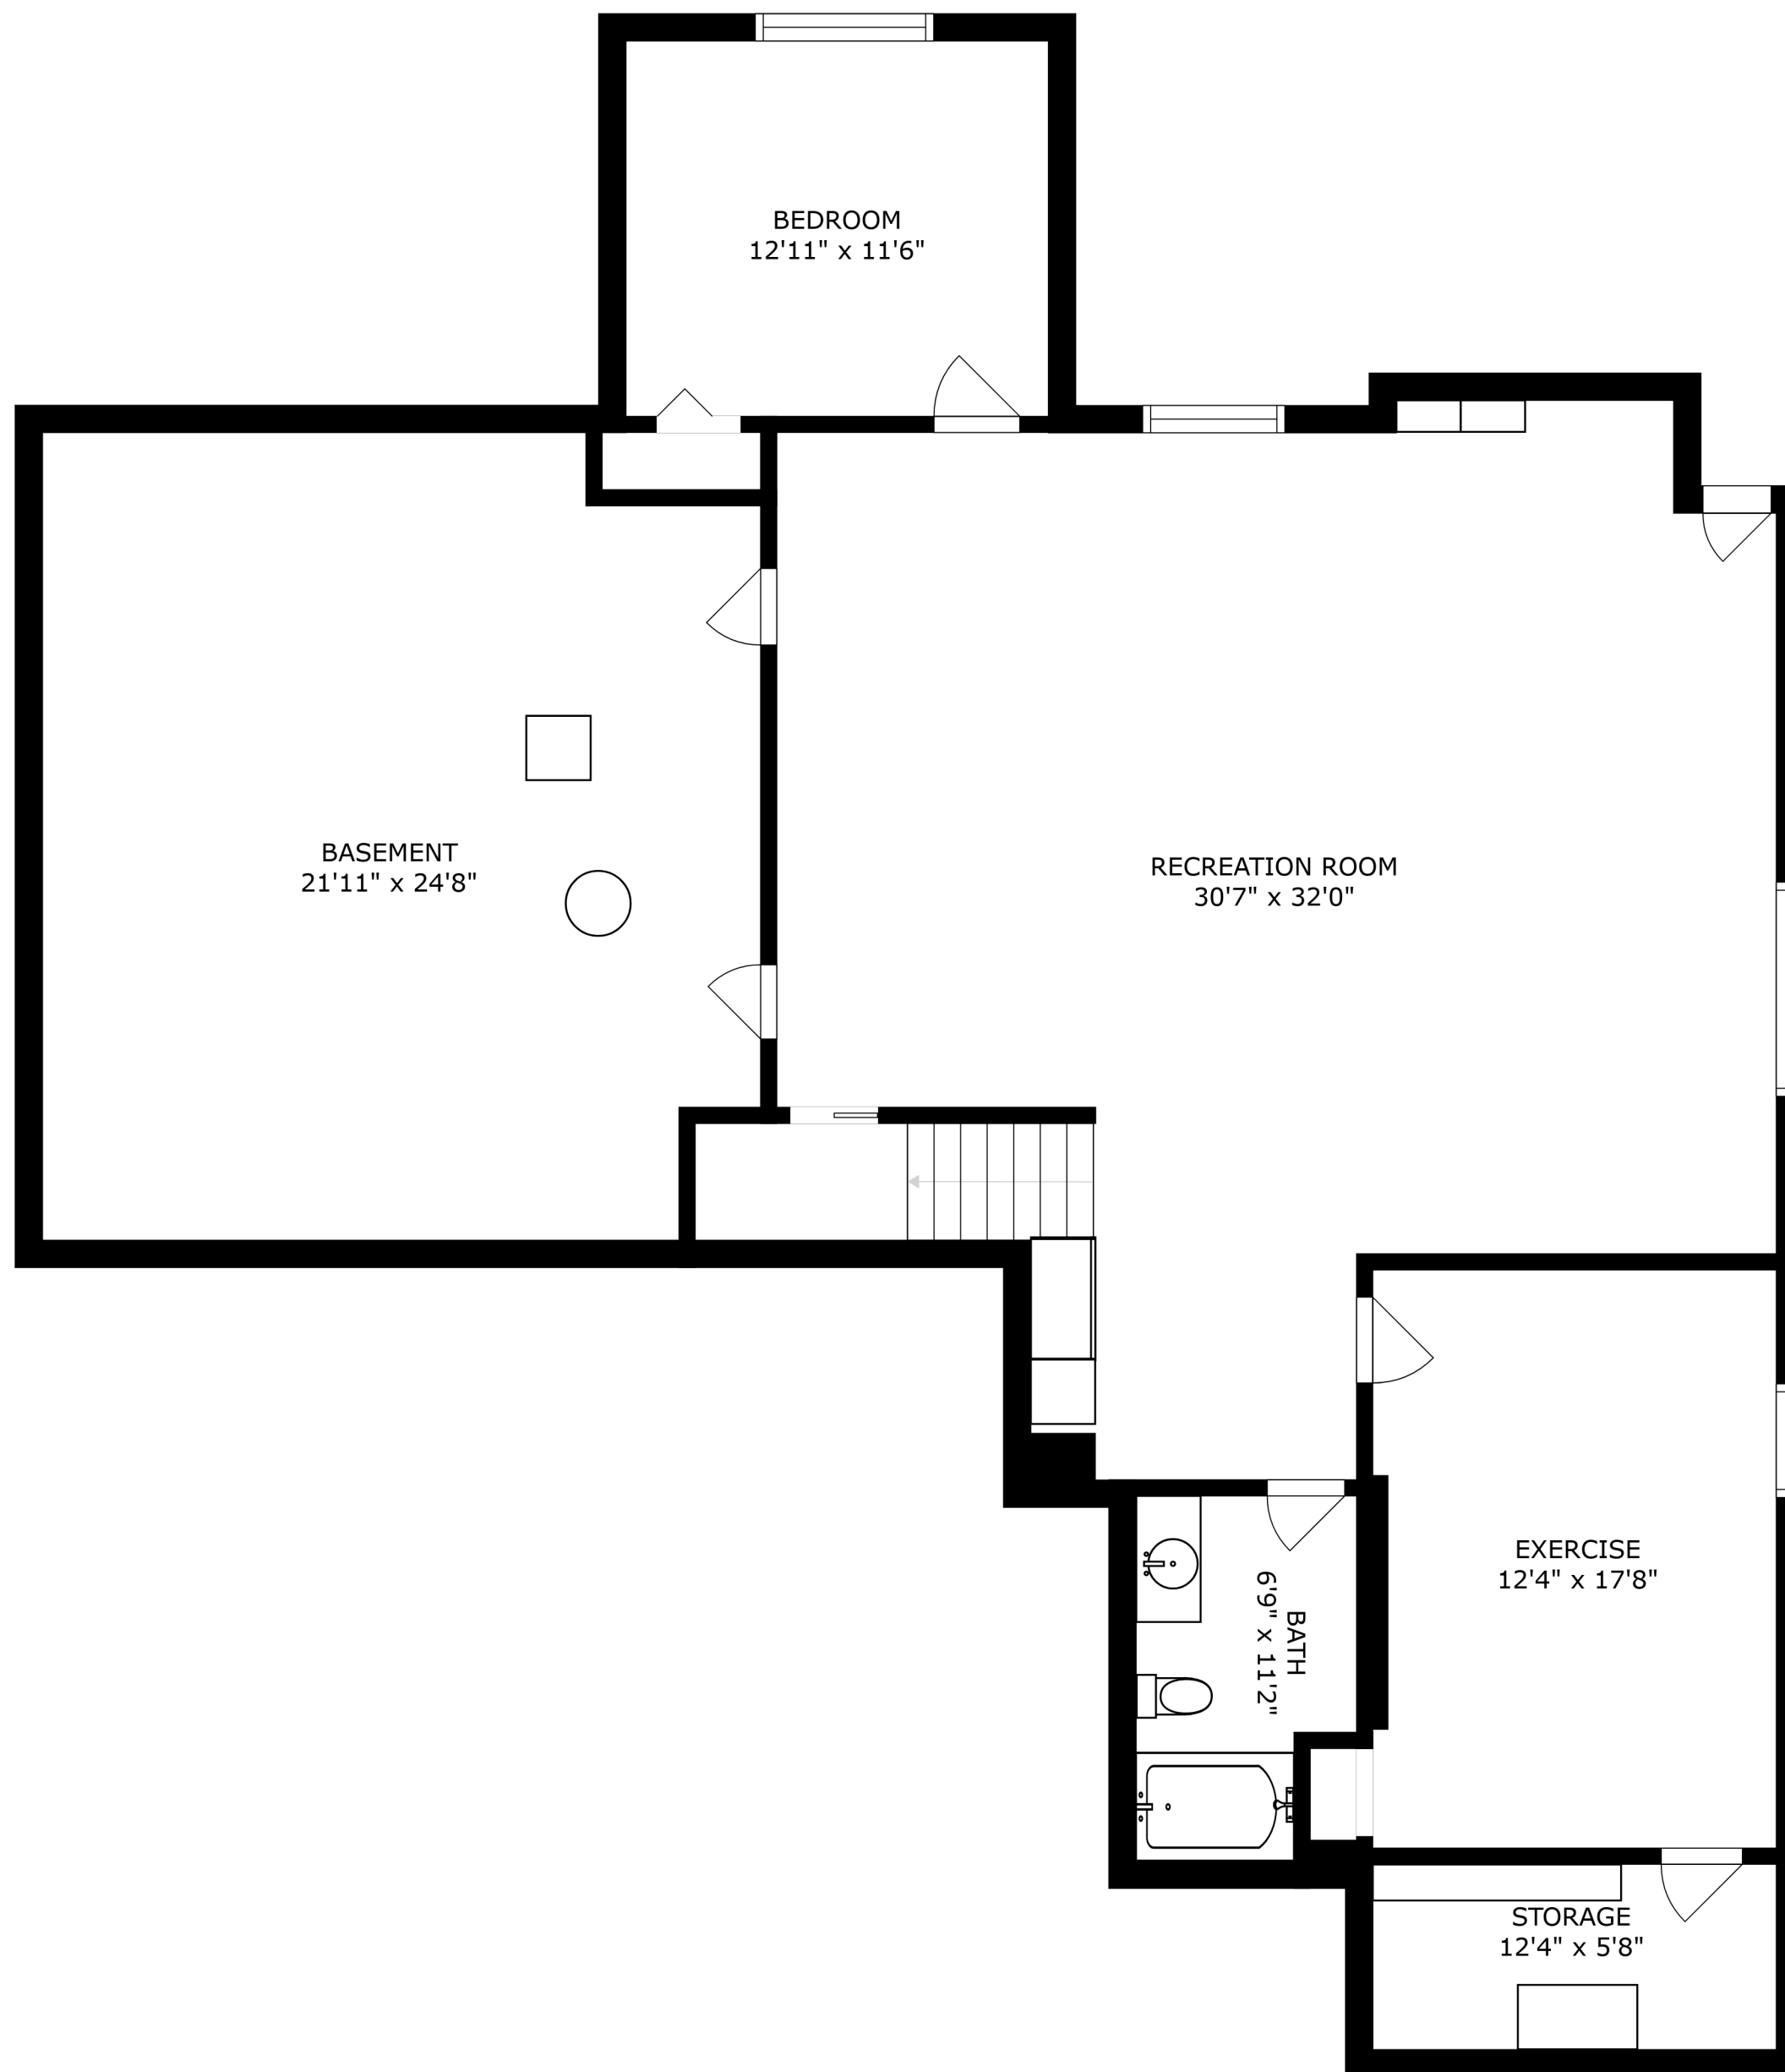 BEDROOM
12'11" x 11'6"
BASEMENT
21'11" x 24'8"
RECREATION ROOM
30'7" x 32'0"
EXERCISE
12'4" x 17'8"
BATH
6'9" x 11'2"
STORAGE
12'4" x 5'8"